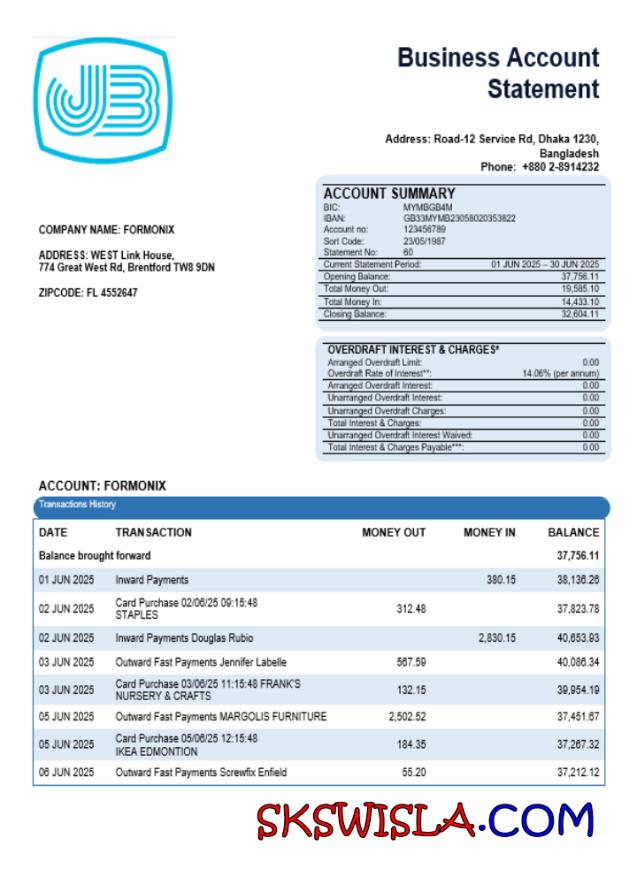 JB
Business Account
Statement
Address: Road-12 Service Rd, Dhaka 1230,
Bangladesh
Phone: +880 2-8914232
ACCOUNT SUMMARY
BIC: MYMBGB4M
IBAN: GB33MYMB23058020353822
Account no: 123456789
Sort Code: 23/05/1987
Statement No: 60
Current Statement Period: 01 JUN 2025 – 30 JUN 2025
Opening Balance: 37,756.11
Total Money Out: 19,585.10
Total Money In: 14,433.10
Closing Balance: 32,604.11
COMPANY NAME: FORMONIX
ADDRESS: WEST Link House,
774 Great West Rd, Brentford TW8 9DN
ZIPCODE: FL 4552647
OVERDRAFT INTEREST & CHARGES*
Arranged Overdraft Limit: 0.00
Overdraft Rate of Interest**: 14.06% (per annum)
Arranged Overdraft Interest: 0.00
Unarranged Overdraft Interest: 0.00
Unarranged Overdraft Charges: 0.00
Total Interest & Charges: 0.00
Unarranged Overdraft Interest Waived: 0.00
Total Interest & Charges Payable***: 0.00
ACCOUNT: FORMONIX
Transactions History
DATE TRANSACTION MONEY OUT MONEY IN BALANCE
Balance brought forward 37,756.11
01 JUN 2025 Inward Payments 380.15 38,136.26
02 JUN 2025 Card Purchase 02/06/25 09:15:48 312.48 37,823.78
STAPLES
02 JUN 2025 Inward Payments Douglas Rubio 2,830.15 40,653.93
03 JUN 2025 Outward Fast Payments Jennifer Labelle 567.59 40,086.34
03 JUN 2025 Card Purchase 03/06/25 11:15:48 FRANK'S 132.15 39,954.19
NURSERY & CRAFTS
05 JUN 2025 Outward Fast Payments MARGOLIS FURNITURE 2,502.52 37,451.67
05 JUN 2025 Card Purchase 05/06/25 12:15:48 184.35 37,267.32
IKEA EDMONTION
06 JUN 2025 Outward Fast Payments Screwfix Enfield 55.20 37,212.12
SKSWISLA.COM